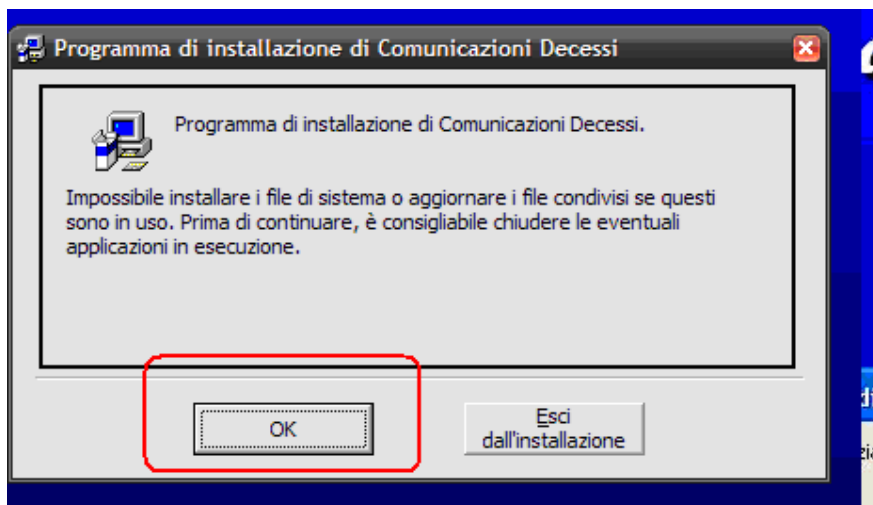 Programma di installazione di Comunicazioni Decessi
Programma di installazione di Comunicazioni Decessi.
Impossibile installare i file di sistema o aggiornare i file condivisi se questi
sono in uso. Prima di continuare, è consigliabile chiudere le eventuali
applicazioni in esecuzione.
OK
Esci
dall'installazione